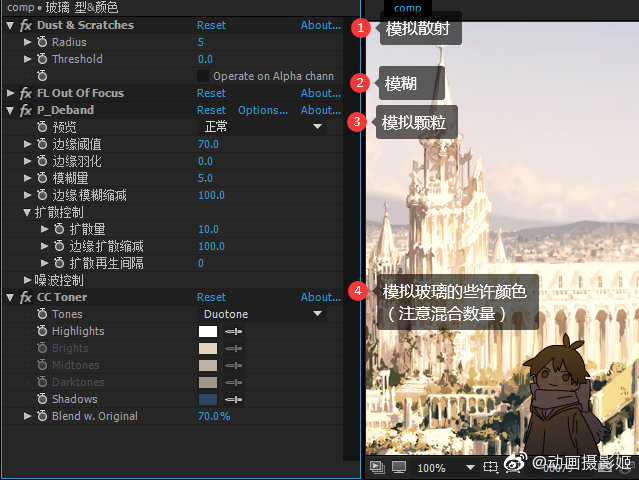 comp • 玻璃 型&颜色
fx Dust & Scratches Reset About...
Radius 5
Threshold 0.0
Operate on Alpha chann
fx FL Out Of Focus Reset About...
fx P_Deband Reset Options... About...
预览 正常
边缘阈值 70.0
边缘羽化 0.0
模糊量 5.0
边缘模糊缩减 100.0
扩散控制
扩散量 10.0
边缘扩散缩减 100.0
扩散再生间隔 0
噪波控制
fx CC Toner Reset About...
Tones Duotone
Highlights
Brights
Midtones
Darktones
Shadows
Blend w. Original 70.0%
comp
1 模拟散射
2 模糊
3 模拟颗粒
4 模拟玻璃的些许颜色
（注意混合数量）
100%
@动画摄影姬